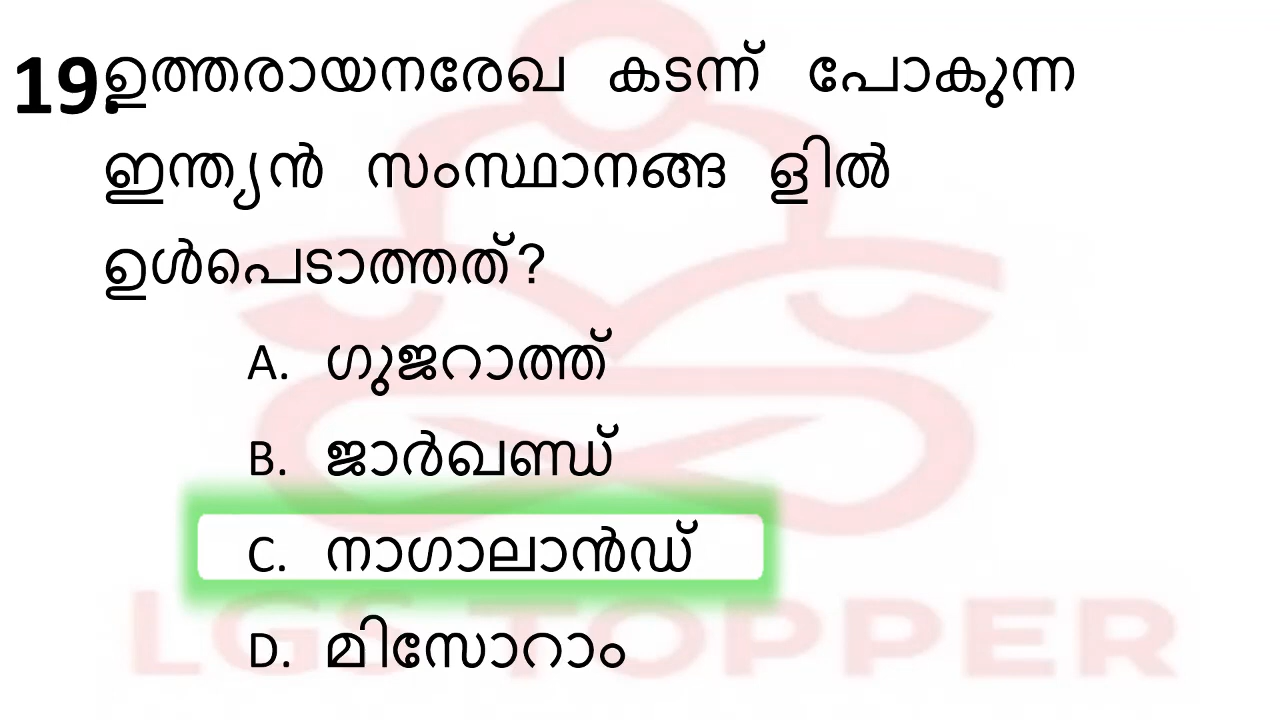 19. ഉത്തരായനരേഖ കടന്ന് പോകുന്ന
ഇന്ത്യൻ സംസ്ഥാനങ്ങ ളിൽ
ഉൾപെടാത്തത്?
A. ഗുജറാത്ത്
B. ജാർഖണ്ഡ്
C. നാഗാലാൻഡ്
D. മിസോറാം
LGS TOPPER